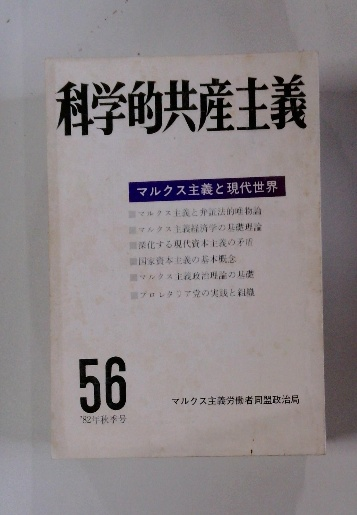 科学的共産主義
マルクス主義と現代世界
■マルクス主義と弁証法的唯物論
■マルクス主義経済学の基礎理論
■深化する現代資本主義の矛盾
■国家資本主義の基本概念
■マルクス主義政治理論の基礎
■プロレタリア党の実践と組織
56
'82年秋季号
マルクス主義労働者同盟政治局